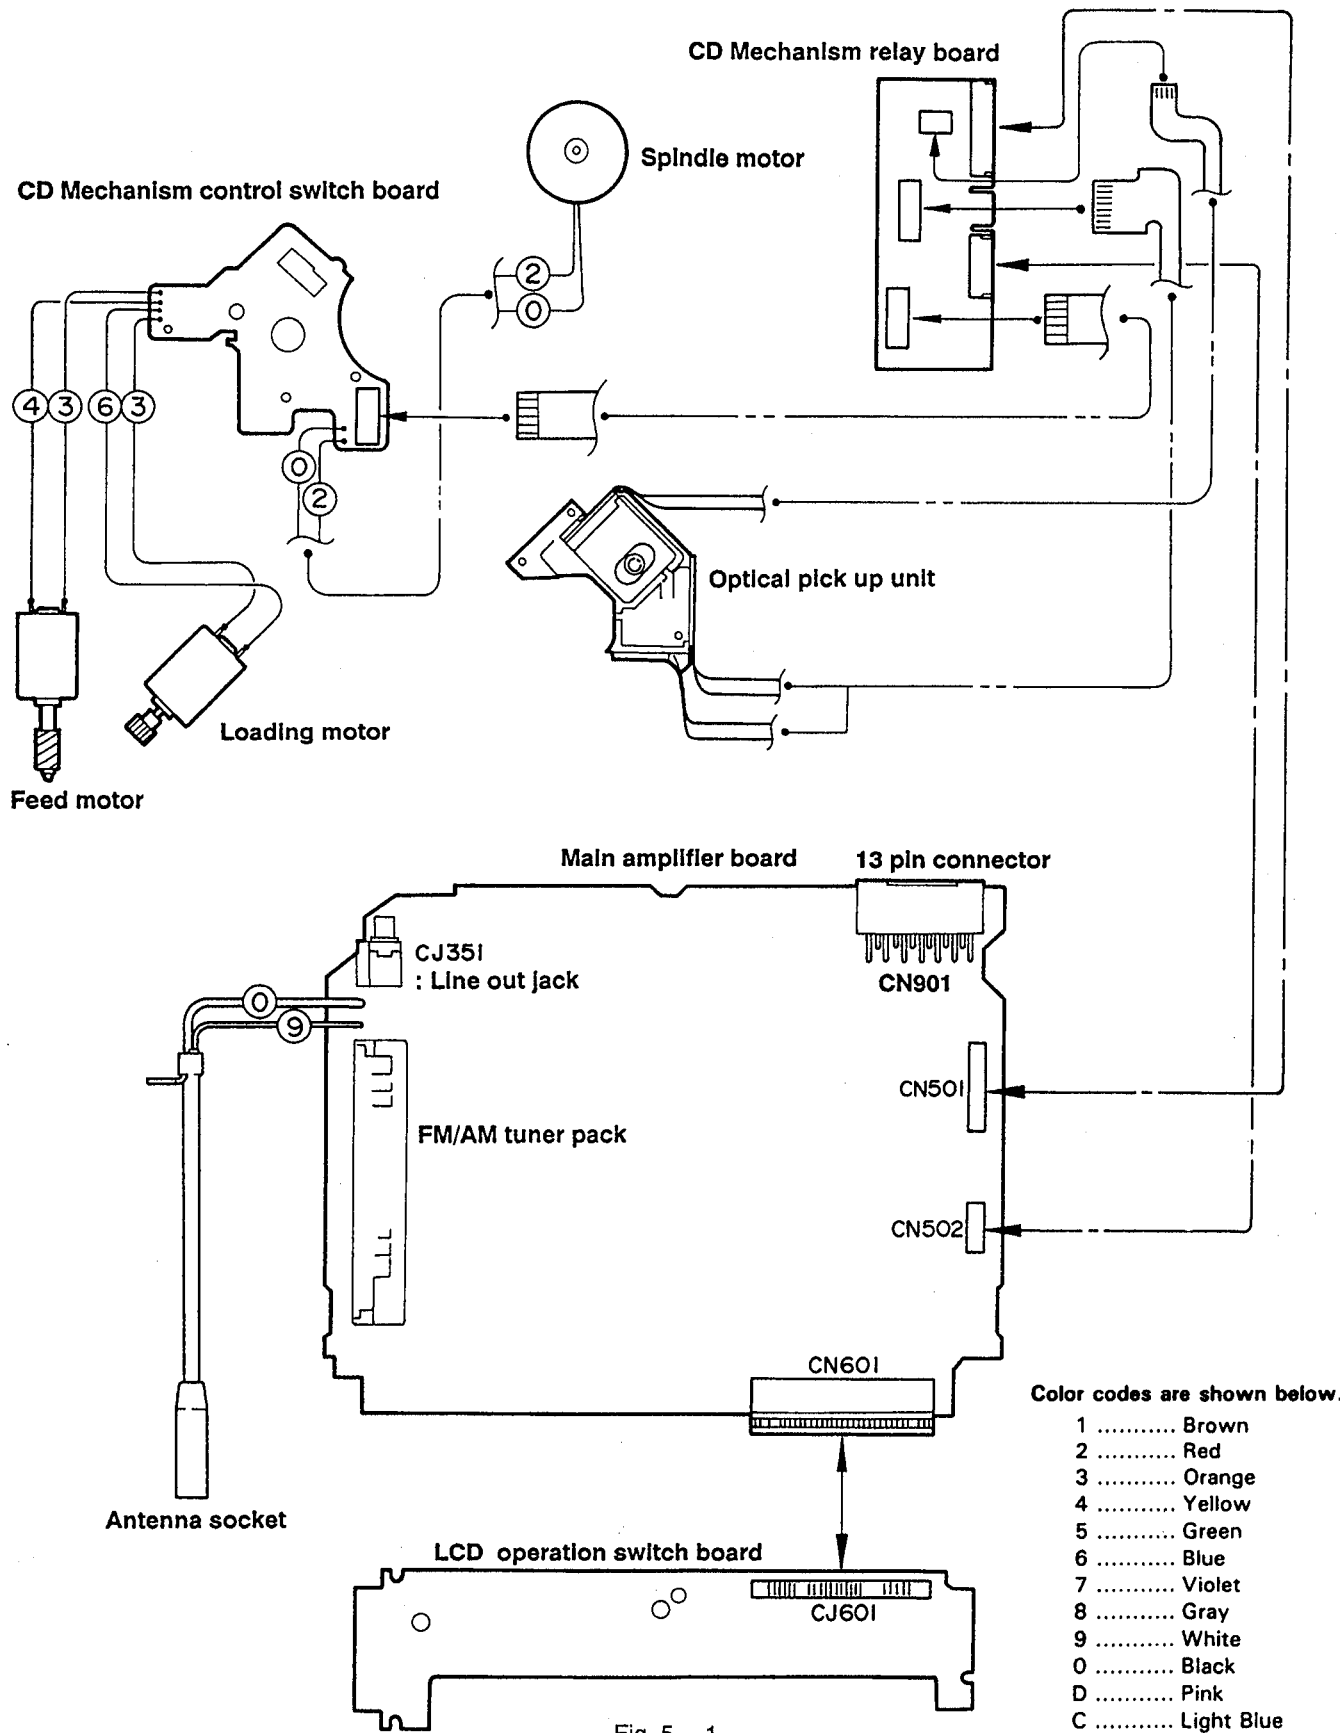 CD Mechanism relay board
Spindle motor
CD Mechanism control switch board
2
0
4 3 6 3
0
2
Optical pick up unit
Loading motor
Feed motor
Main amplifier board
13 pin connector
CJ351
: Line out jack
CN901
0
9
CN501
FM/AM tuner pack
CN502
CN601
Color codes are shown below.
1 ........... Brown
2 ........... Red
3 ........... Orange
4 ........... Yellow
5 ........... Green
6 ........... Blue
7 ........... Violet
8 ........... Gray
9 ........... White
0 ........... Black
D ........... Pink
C ........... Light Blue
Antenna socket
LCD operation switch board
CJ601
Fig. 5 - 1